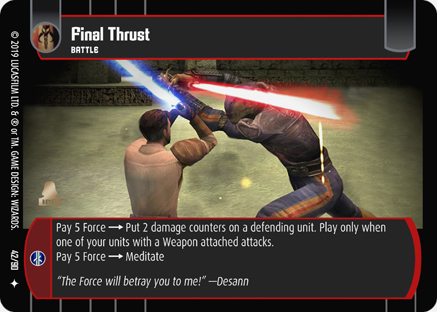 Final Thrust
BATTLE
Pay 5 Force → Put 2 damage counters on a defending unit. Play only when
one of your units with a Weapon attached attacks.
Pay 5 Force → Meditate
"The Force will betray you to me!" —Desann
© 2019 LUCASFILM LTD. & ® or TM. GAME DESIGN: WIZARDS.
42/90